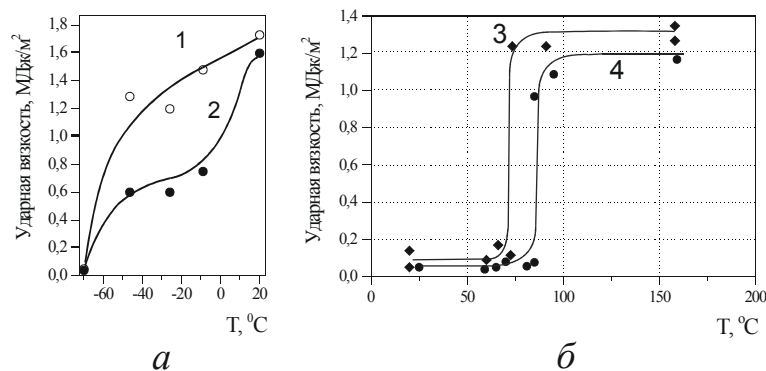 Ударная вязкость, МДж/м²
1,8
1,6
1,4
1,2
1,0
0,8
0,6
0,4
0,2
0,0
1
2
-60 -40 -20 0 20
T, ⁰C
а
Ударная вязкость, МДж/м²
1,4
1,2
1,0
0,8
0,6
0,4
0,2
0,0
3
4
0 50 100 150 200
T, ⁰C
б